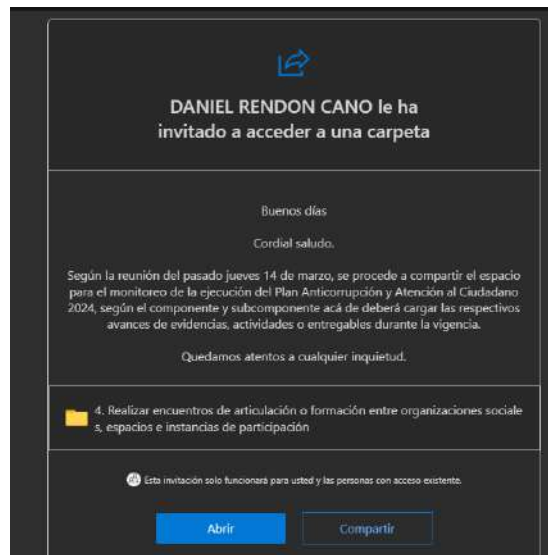 DANIEL RENDON CANO le ha
invitado a acceder a una carpeta
Buenos días
Cordial saludo.
Según la reunión del pasado jueves 14 de marzo, se procede a compartir el espacio
para el monitoreo de la ejecución del Plan Anticorrupción y Atención al Ciudadano
2024, según el componente y subcomponente acá de deberá cargar las respectivos
avances de evidencias, actividades o entregables durante la vigencia.
Quedamos atentos a cualquier inquietud.
4. Realizar encuentros de articulación o formación entre organizaciones sociale
s, espacios e instancias de participación
Esta invitación solo funcionará para usted y las personas con acceso existente.
Abrir
Compartir